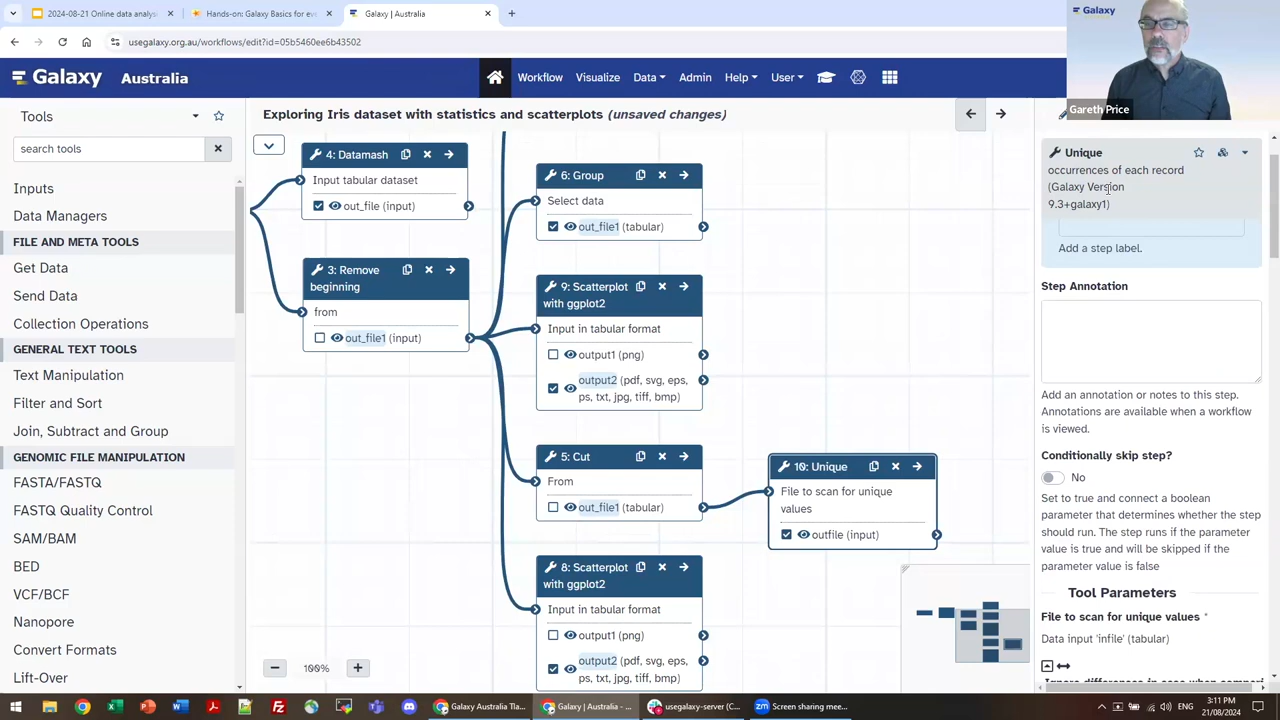 2024-08-21 Online data analysi
Hands-on: Galaxy Basics for ev
Galaxy | Australia
usegalaxy.org.au/workflows/edit?id=05b5460ee6b43502
Galaxy
Australia
Workflow
Visualize
Data
Admin
Help
User
Galaxy
Gareth Price
Tools
search tools
Inputs
Data Managers
FILE AND META TOOLS
Get Data
Send Data
Collection Operations
GENERAL TEXT TOOLS
Text Manipulation
Filter and Sort
Join, Subtract and Group
GENOMIC FILE MANIPULATION
FASTA/FASTQ
FASTQ Quality Control
SAM/BAM
BED
VCF/BCF
Nanopore
Convert Formats
Lift-Over
Exploring Iris dataset with statistics and scatterplots (unsaved changes)
4: Datamash
Input tabular dataset
out_file (input)
3: Remove
beginning
from
out_file1 (input)
6: Group
Select data
out_file1 (tabular)
9: Scatterplot
with ggplot2
Input in tabular format
output1 (png)
output2 (pdf, svg, eps,
ps, txt, jpg, tiff, bmp)
5: Cut
From
out_file1 (tabular)
10: Unique
File to scan for unique
values
outfile (input)
8: Scatterplot
with ggplot2
Input in tabular format
output1 (png)
output2 (pdf, svg, eps,
ps, txt, jpg, tiff, bmp)
100%
Unique
occurrences of each record
(Galaxy Version
9.3+galaxy1)
Add a step label.
Step Annotation
Add an annotation or notes to this step.
Annotations are available when a workflow
is viewed.
Conditionally skip step?
No
Set to true and connect a boolean
parameter that determines whether the step
should run. The step runs if the parameter
value is true and will be skipped if the
parameter value is false
Tool Parameters
File to scan for unique values *
Data input 'infile' (tabular)
Ignore differences in case when compari
Galaxy Australia Tla...
Galaxy | Australia - ...
usegalaxy-server (C...
Screen sharing mee...
3:11 PM
21/08/2024